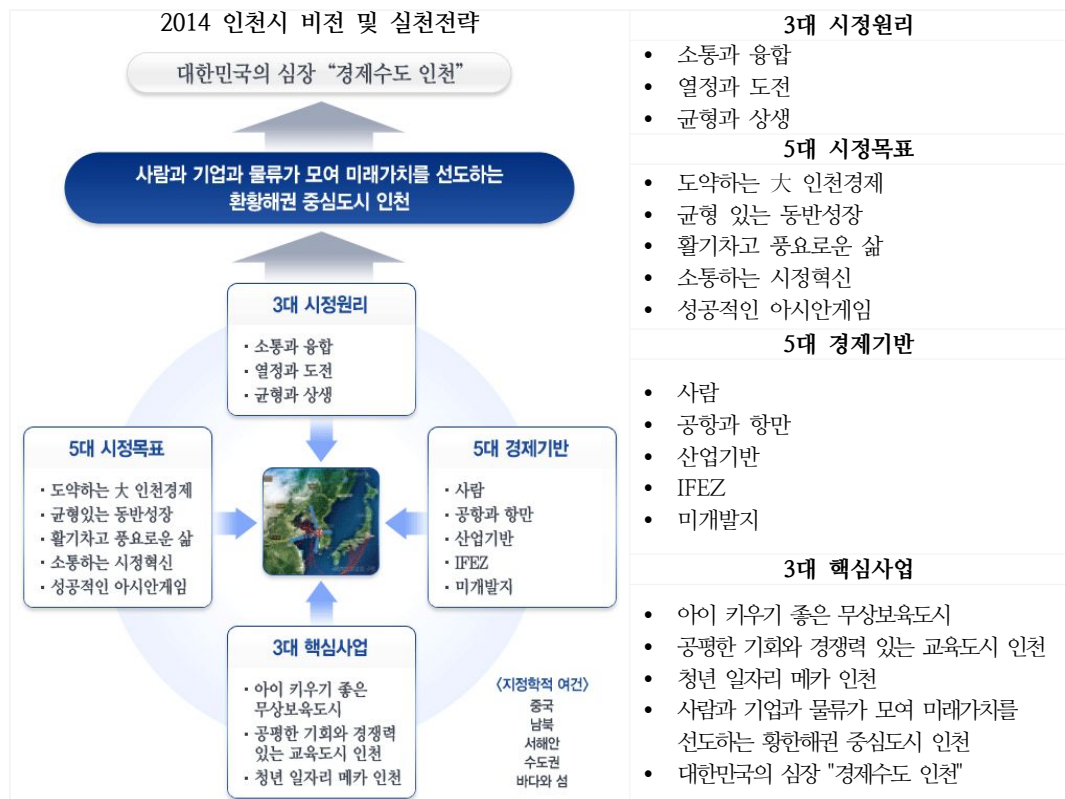 2014 인천시 비전 및 실천전략
대한민국의 심장 “경제수도 인천”
사람과 기업과 물류가 모여 미래가치를 선도하는
환황해권 중심도시 인천
3대 시정원리
· 소통과 융합
· 열정과 도전
· 균형과 상생
5대 시정목표
· 도약하는 大 인천경제
· 균형있는 동반성장
· 활기차고 풍요로운 삶
· 소통하는 시정혁신
· 성공적인 아시안게임
5대 경제기반
· 사람
· 공항과 항만
· 산업기반
· IFEZ
· 미개발지
3대 핵심사업
· 아이 키우기 좋은
무상보육도시
· 공평한 기회와 경쟁력
있는 교육도시 인천
· 청년 일자리 메카 인천
〈지정학적 여건〉
중국
남북
서해안
수도권
바다와 섬
3대 시정원리
• 소통과 융합
• 열정과 도전
• 균형과 상생
5대 시정목표
• 도약하는 大 인천경제
• 균형 있는 동반성장
• 활기차고 풍요로운 삶
• 소통하는 시정혁신
• 성공적인 아시안게임
5대 경제기반
• 사람
• 공항과 항만
• 산업기반
• IFEZ
• 미개발지
3대 핵심사업
• 아이 키우기 좋은 무상보육도시
• 공평한 기회와 경쟁력 있는 교육도시 인천
• 청년 일자리 메카 인천
• 사람과 기업과 물류가 모여 미래가치를
선도하는 황한해권 중심도시 인천
• 대한민국의 심장 "경제수도 인천"